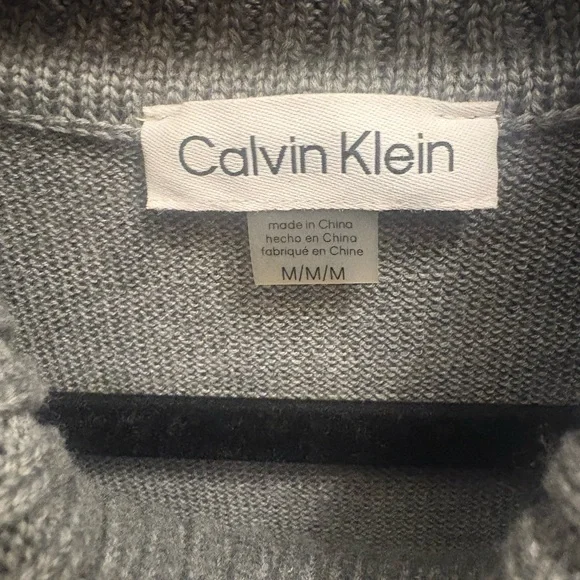 Calvin Klein
made in China
hecho en China
fabriqué en Chine
M/M/M